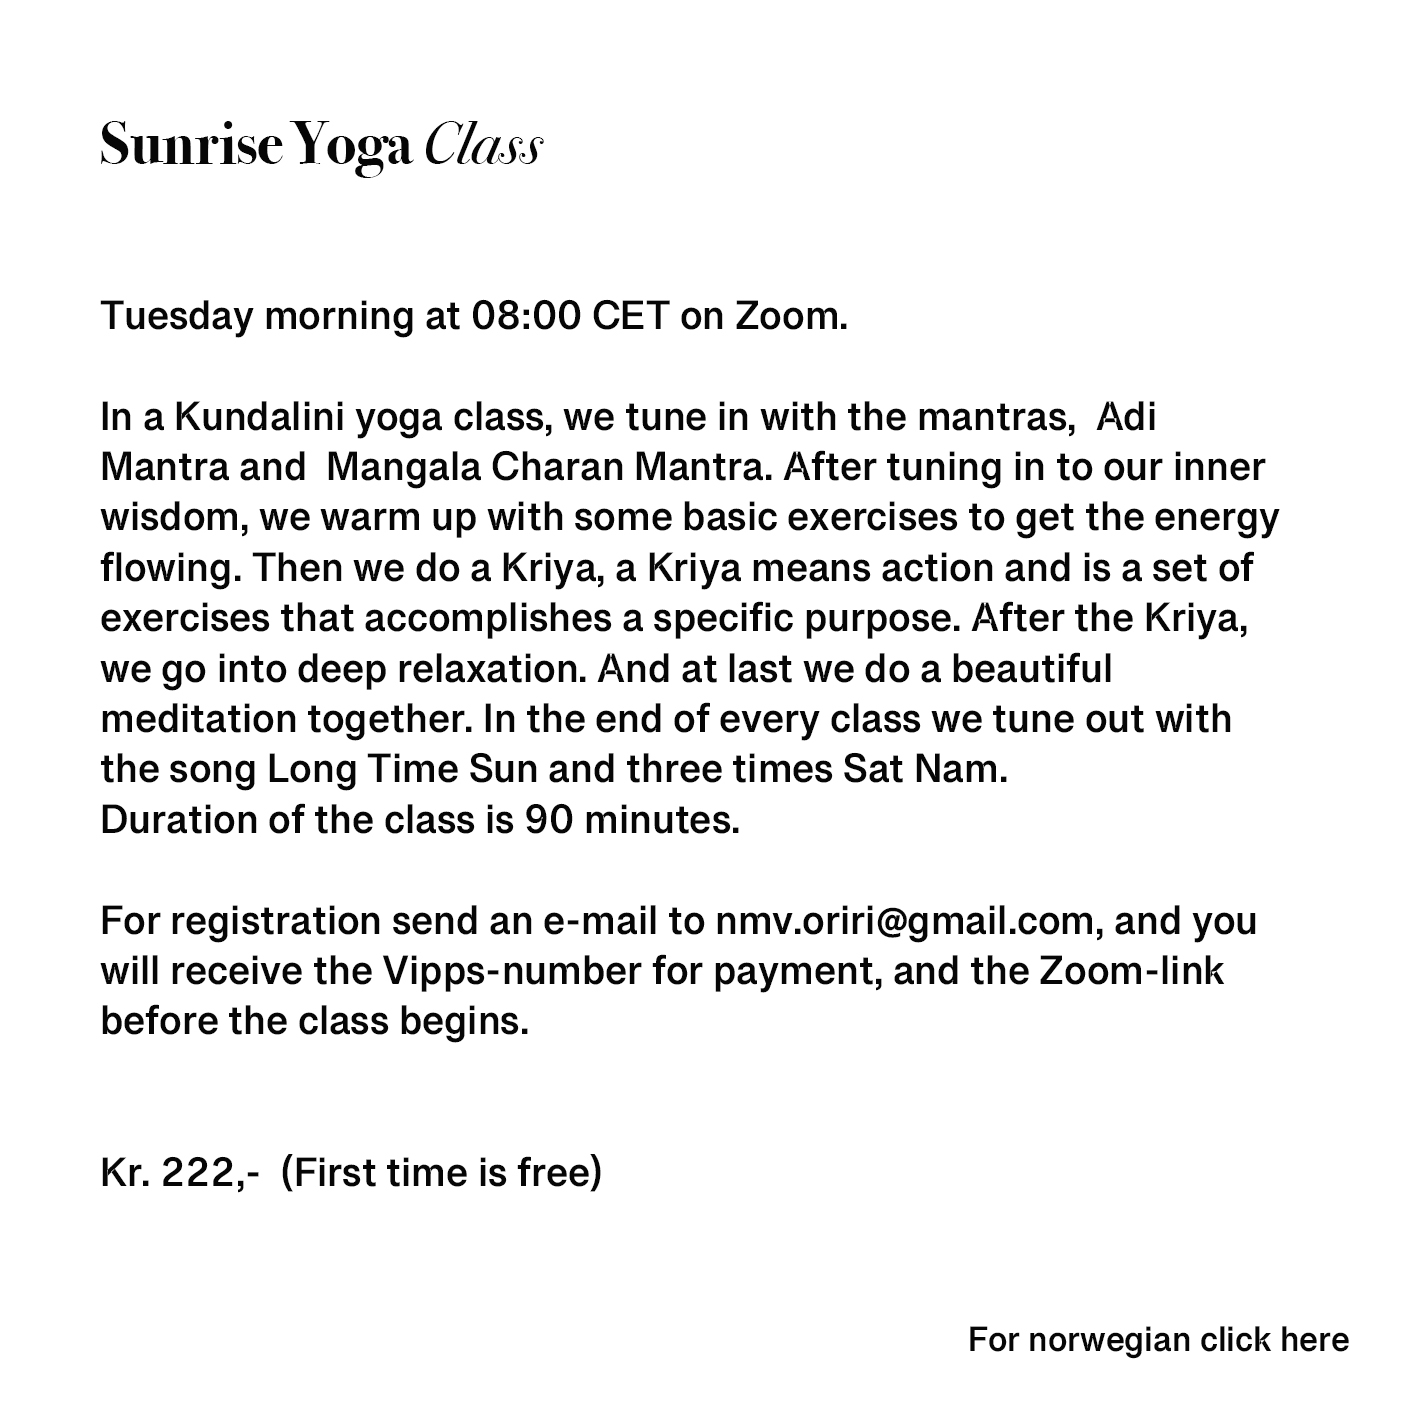 Sunrise Yoga Class
Tuesday morning at 08:00 CET on Zoom.
In a Kundalini yoga class, we tune in with the mantras,  Adi
Mantra and  Mangala Charan Mantra. After tuning in to our inner
wisdom, we warm up with some basic exercises to get the energy
flowing. Then we do a Kriya, a Kriya means action and is a set of
exercises that accomplishes a specific purpose. After the Kriya,
we go into deep relaxation. And at last we do a beautiful
meditation together. In the end of every class we tune out with
the song Long Time Sun and three times Sat Nam.
Duration of the class is 90 minutes.
For registration send an e-mail to nmv.oriri@gmail.com, and you
will receive the Vipps-number for payment, and the Zoom-link
before the class begins.
Kr. 222,-  (First time is free)
For norwegian click here